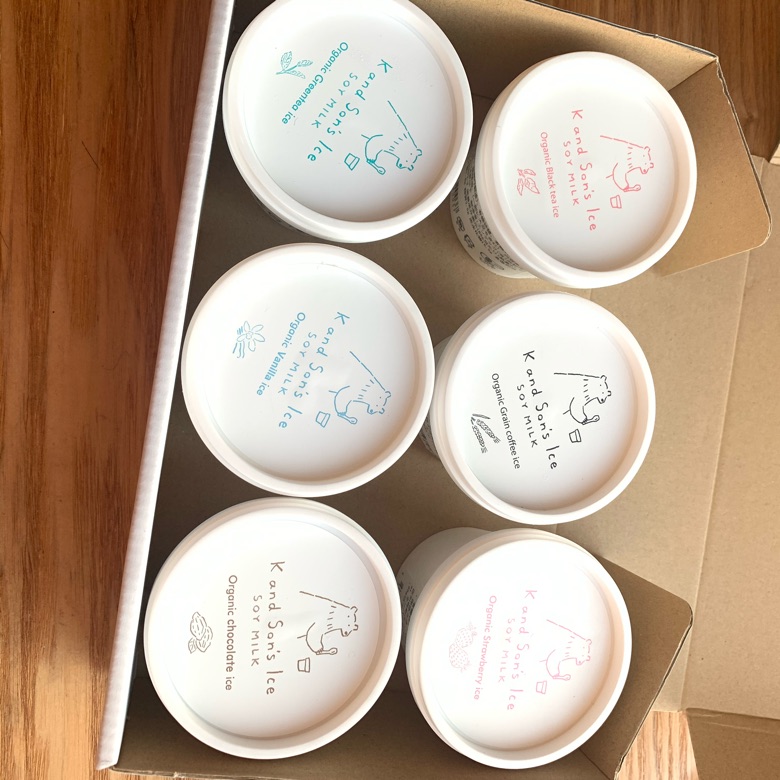 K and Son's Ice
SOY MILK
Organic Greentea ice
K and Son's Ice
SOY MILK
Organic Black tea ice
K and Son's Ice
SOY MILK
Organic Vanilla ice
K and Son's Ice
SOY MILK
Organic Grain coffee ice
K and Son's Ice
SOY MILK
Organic chocolate ice
K and Son's Ice
SOY MILK
Organic Strawberry ice